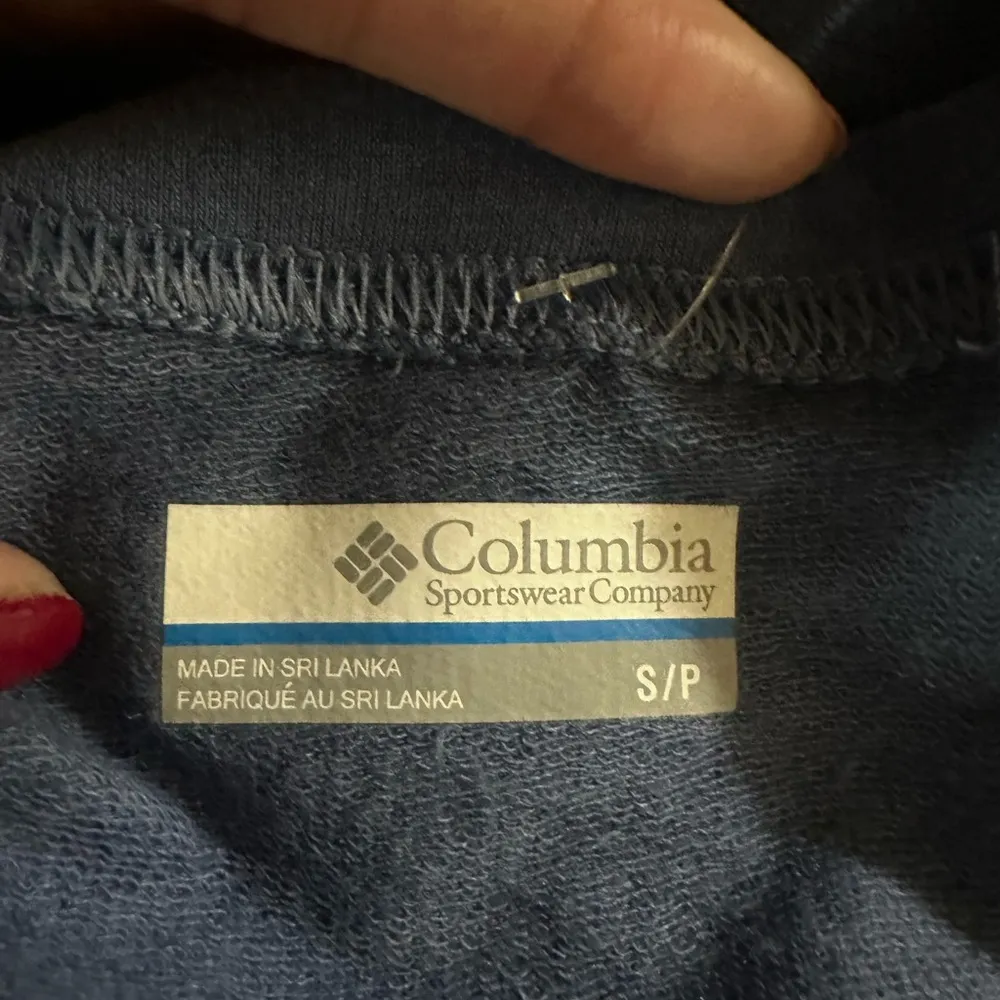 Columbia
Sportswear Company
MADE IN SRI LANKA
FABRIQUÉ AU SRI LANKA
S/P